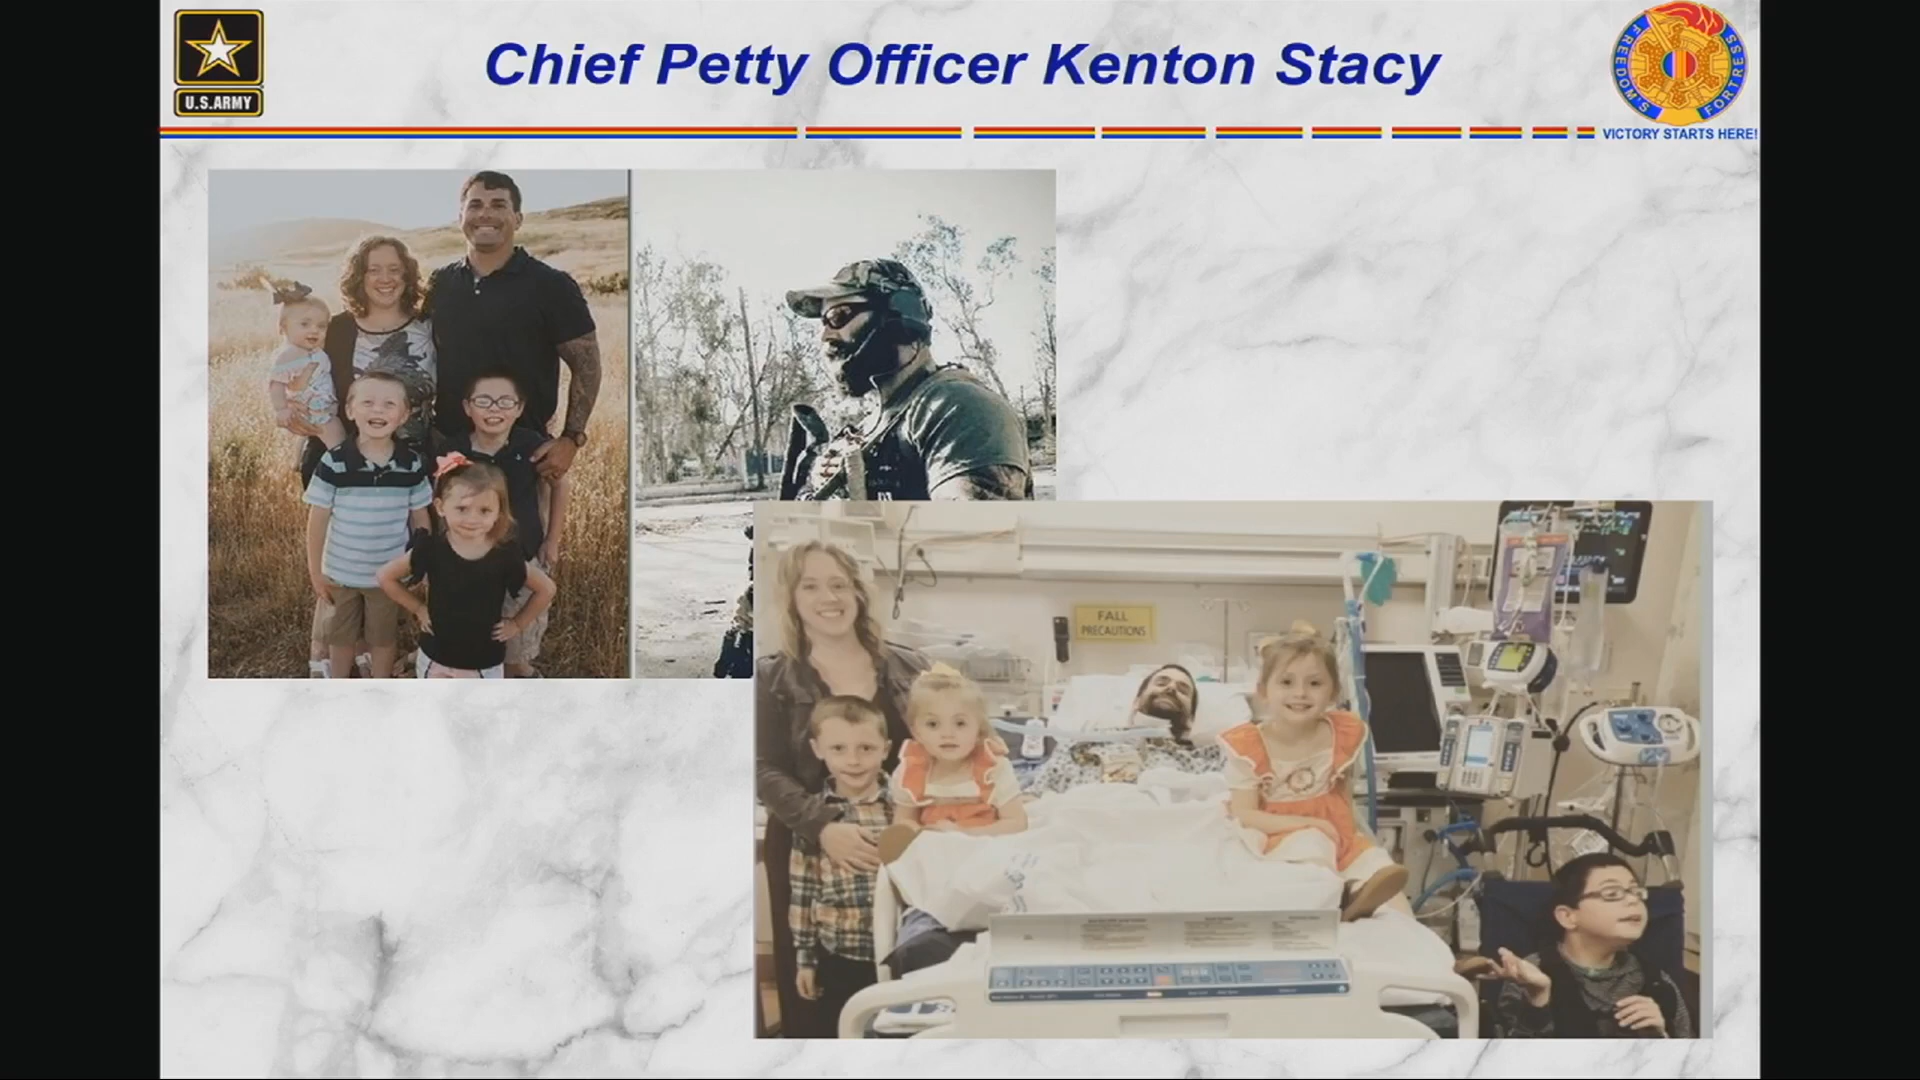 Chief Petty Officer Kenton Stacy
U.S.ARMY
FREEDOM'S FORTRESS
VICTORY STARTS HERE!
FALL
PRECAUTIONS